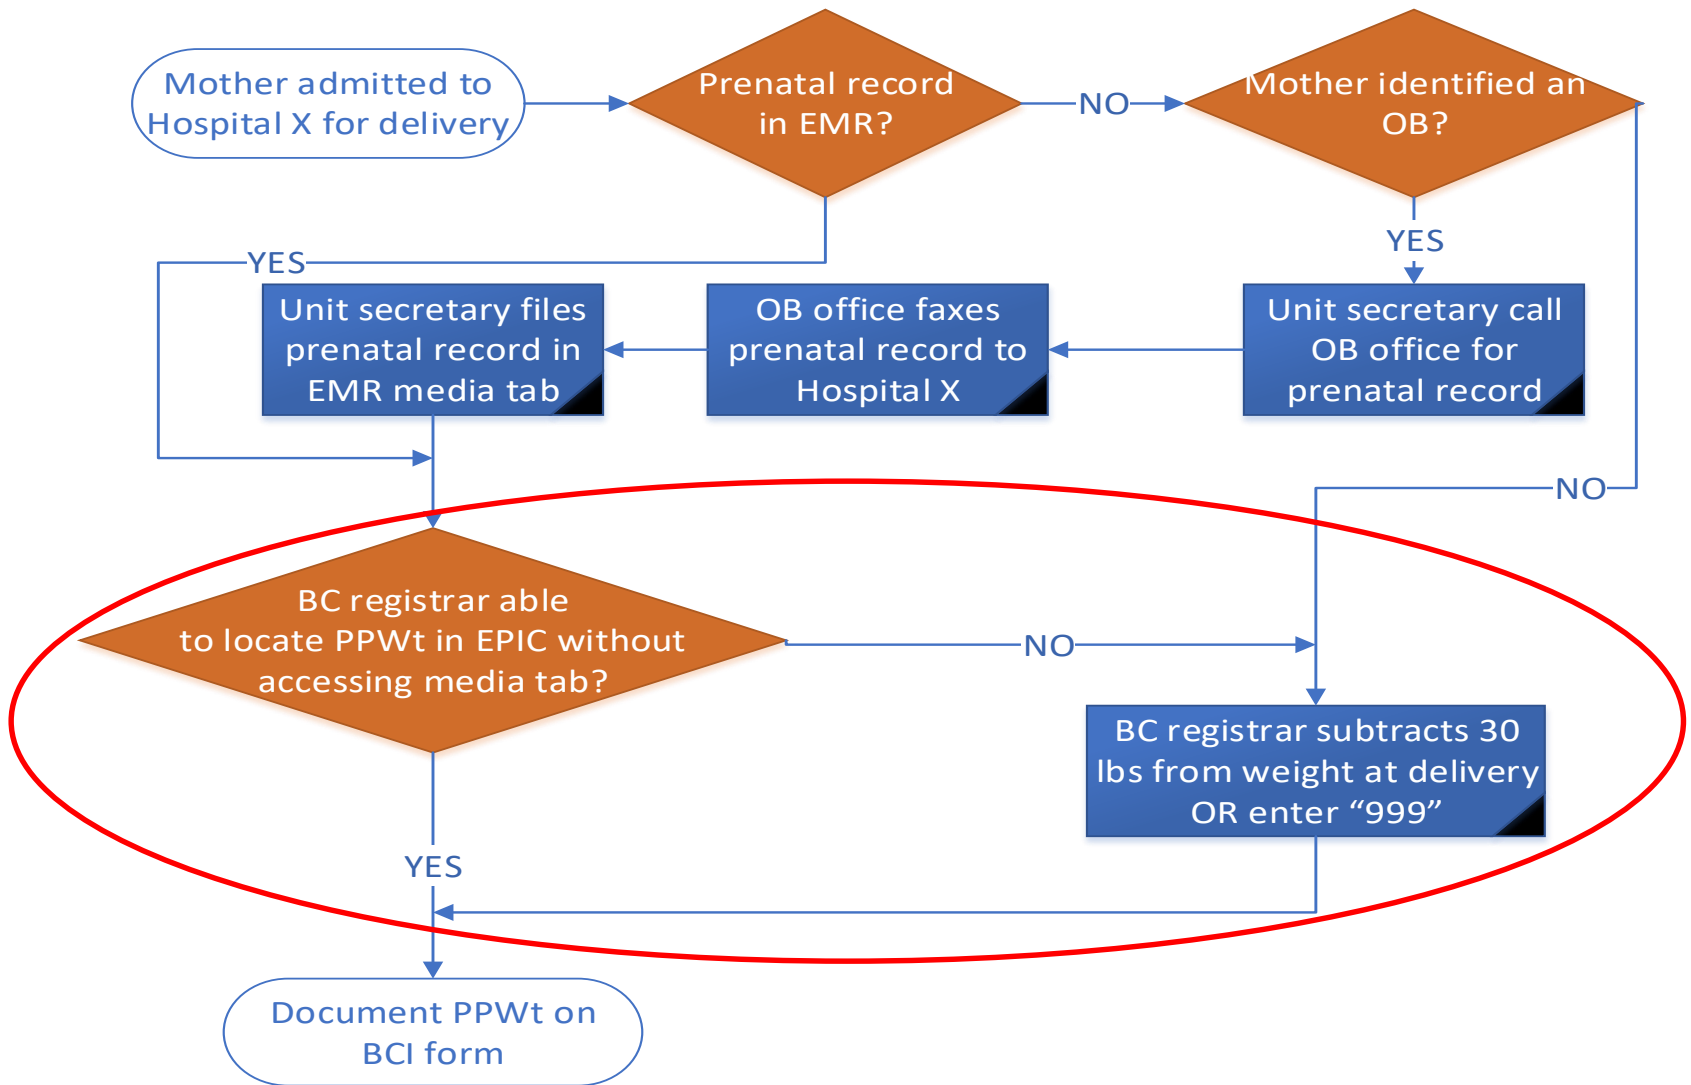 Mother admitted to
Hospital X for delivery
Prenatal record
in EMR?
NO
Mother identified an
OB?
YES
YES
Unit secretary files
prenatal record in
EMR media tab
OB office faxes
prenatal record to
Hospital X
Unit secretary call
OB office for
prenatal record
NO
BC registrar able
to locate PPWt in EPIC without
accessing media tab?
NO
BC registrar subtracts 30
lbs from weight at delivery
OR enter “999”
YES
Document PPWt on
BCI form